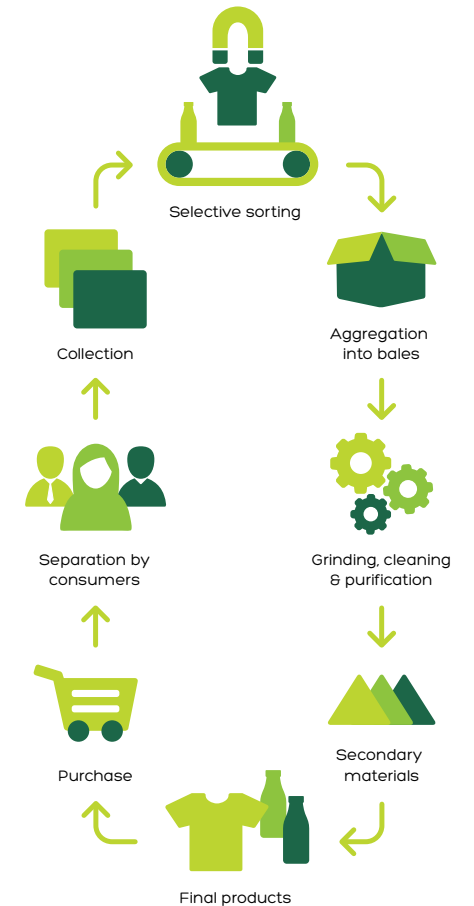 Selective sorting
Aggregation
into bales
Grinding, cleaning
& purification
Secondary
materials
Final products
Purchase
Separation by
consumers
Collection